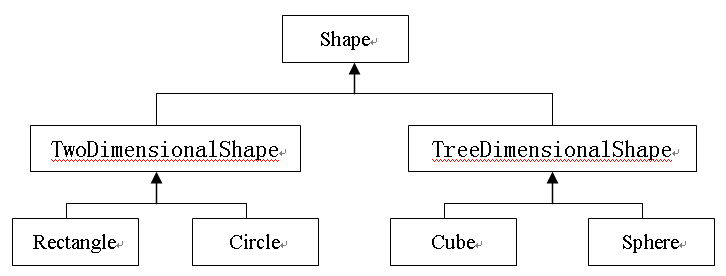 Shape
TwoDimensionalShape
TreeDimensionalShape
Rectangle
Circle
Cube
Sphere